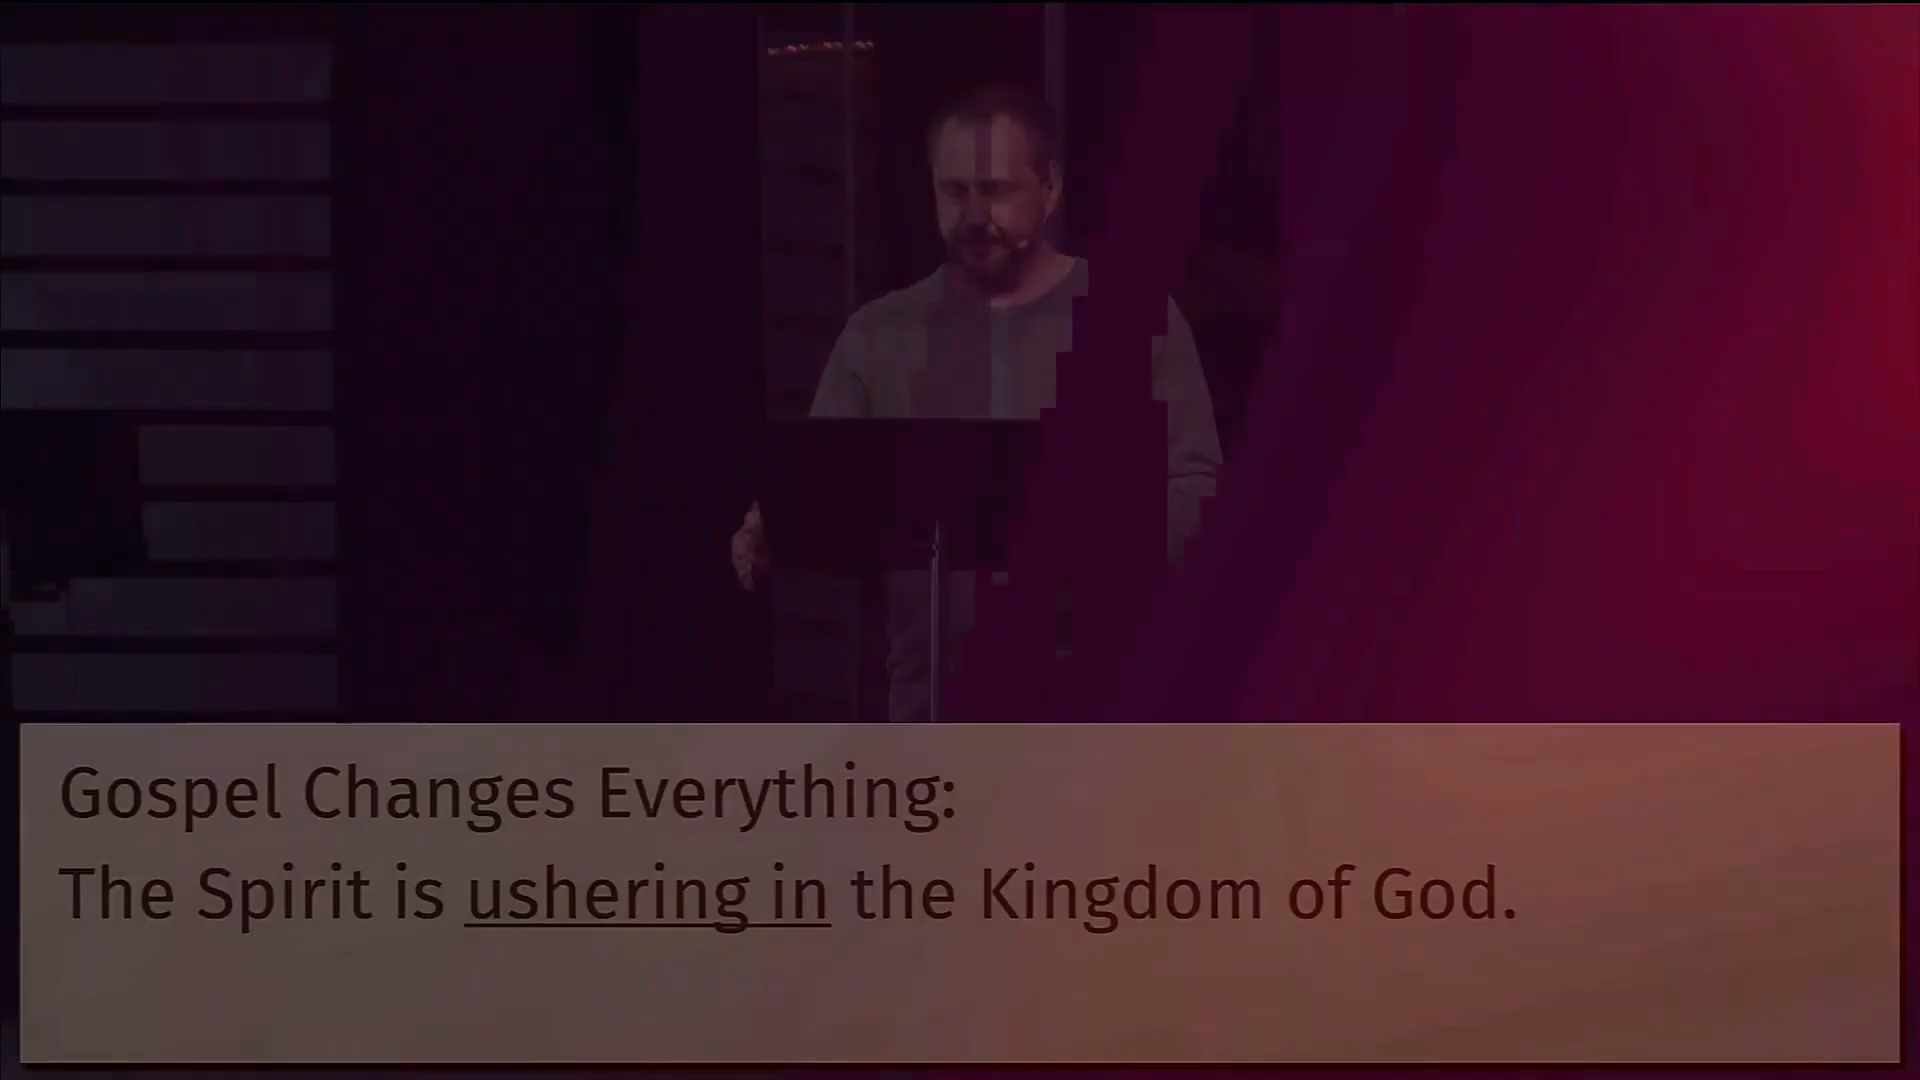 Gospel Changes Everything:
The Spirit is ushering in the Kingdom of God.